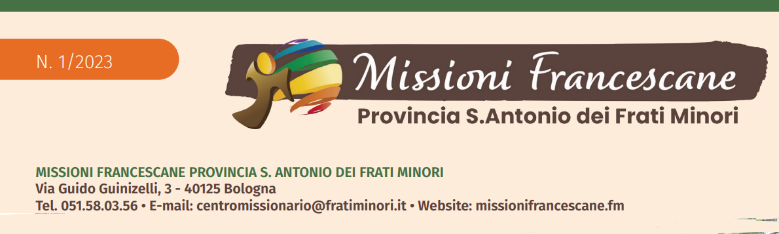 N. 1/2023
Missioni Francescane
Provincia S.Antonio dei Frati Minori
MISSIONI FRANCESCANE PROVINCIA S. ANTONIO DEI FRATI MINORI
Via Guido Guinizelli, 3 - 40125 Bologna
Tel. 051.58.03.56 • E-mail: centromissionario@fratiminori.it • Website: missionifrancescane.fm